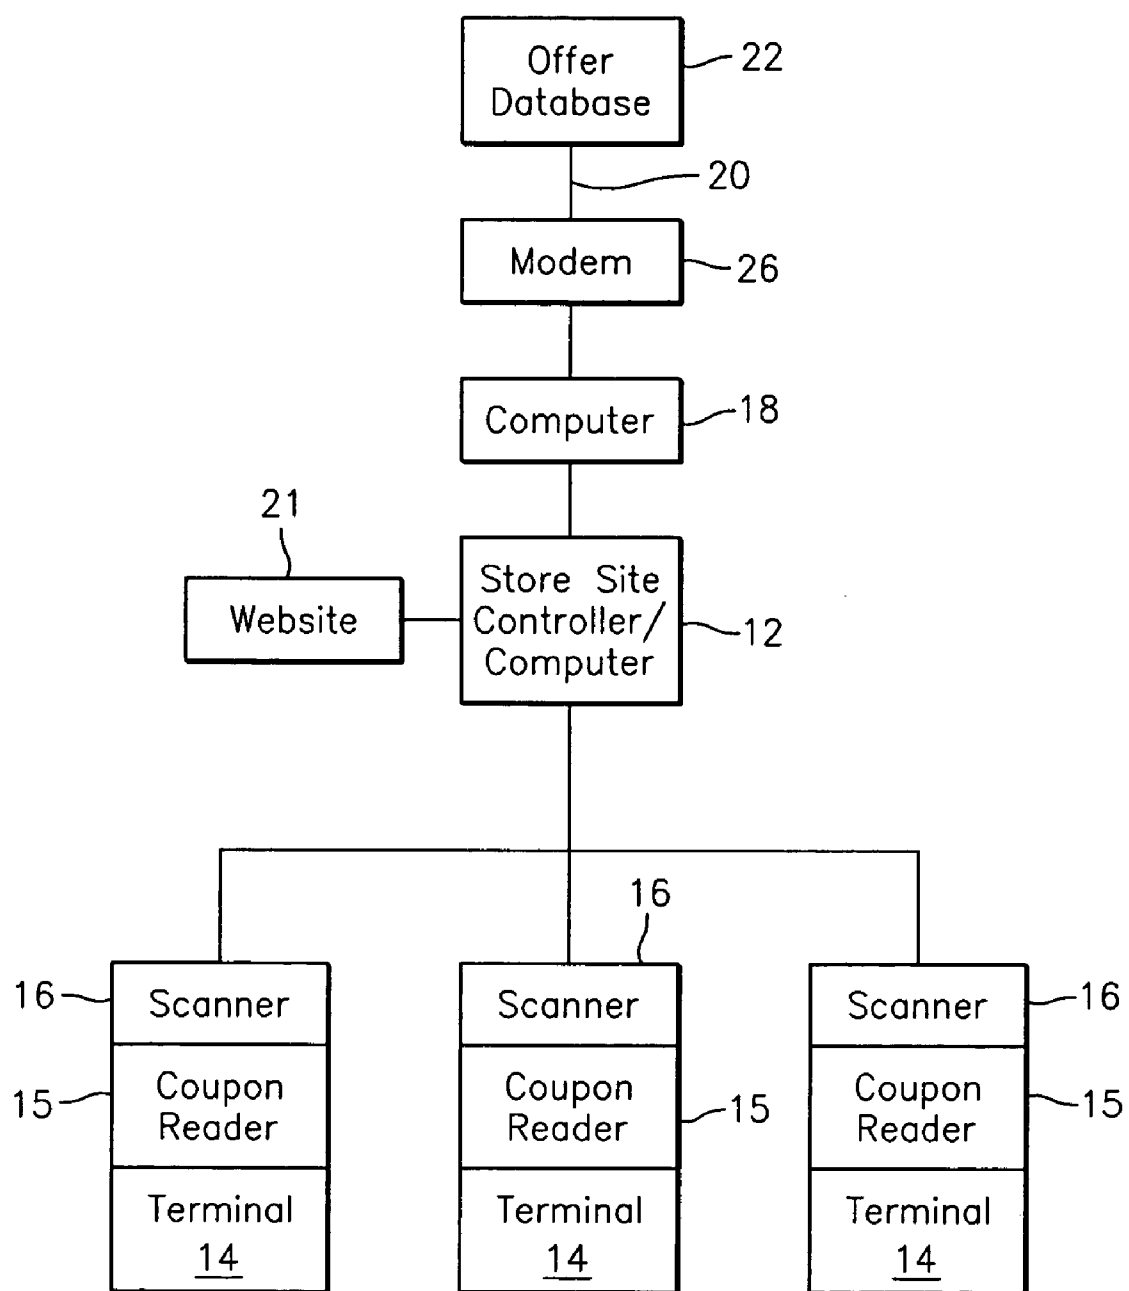 Offer
Database
22
20
Modem
26
Computer
18
21
Website
Store Site
Controller/
Computer
12
16
16
Scanner
Scanner
Scanner
16
15
Coupon
Reader
Coupon
Reader
15
Coupon
Reader
15
Terminal
14
Terminal
14
Terminal
14